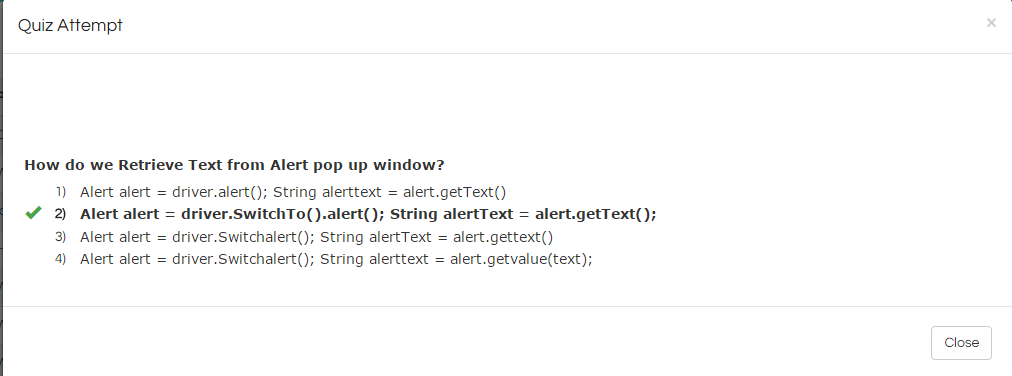 Quiz Attempt ×
How do we Retrieve Text from Alert pop up window?
1) Alert alert = driver.alert(); String alerttext = alert.getText()
2) Alert alert = driver.SwitchTo().alert(); String alertText = alert.getText();
3) Alert alert = driver.Switchalert(); String alertText = alert.gettext()
4) Alert alert = driver.Switchalert(); String alerttext = alert.getvalue(text);
Close